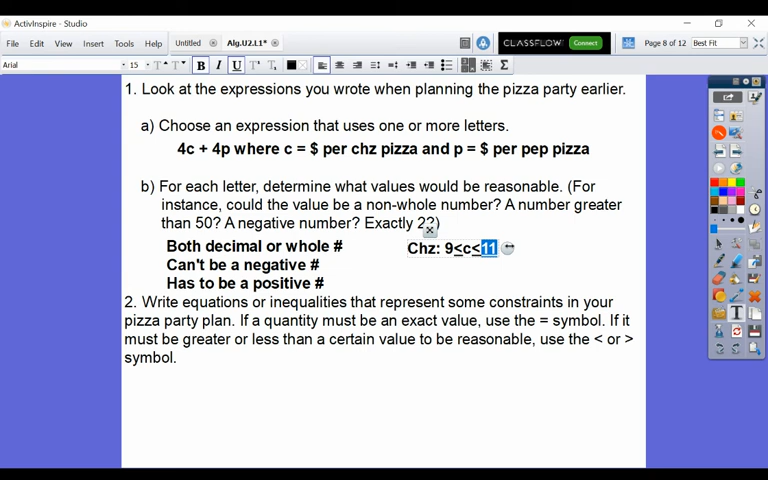 ActivInspire - Studio
File Edit View Insert Tools Help Untitled Alg.U2.L1* CLASSFLOW Connect Page 8 of 12 Best Fit
Arial 15 B I U
1. Look at the expressions you wrote when planning the pizza party earlier.
a) Choose an expression that uses one or more letters.
4c + 4p where c = $ per chz pizza and p = $ per pep pizza
b) For each letter, determine what values would be reasonable. (For
instance, could the value be a non-whole number? A number greater
than 50? A negative number? Exactly 2?)
Both decimal or whole # Chz: 9<c<11
Can't be a negative #
Has to be a positive #
2. Write equations or inequalities that represent some constraints in your
pizza party plan. If a quantity must be an exact value, use the = symbol. If it
must be greater or less than a certain value to be reasonable, use the < or >
symbol.